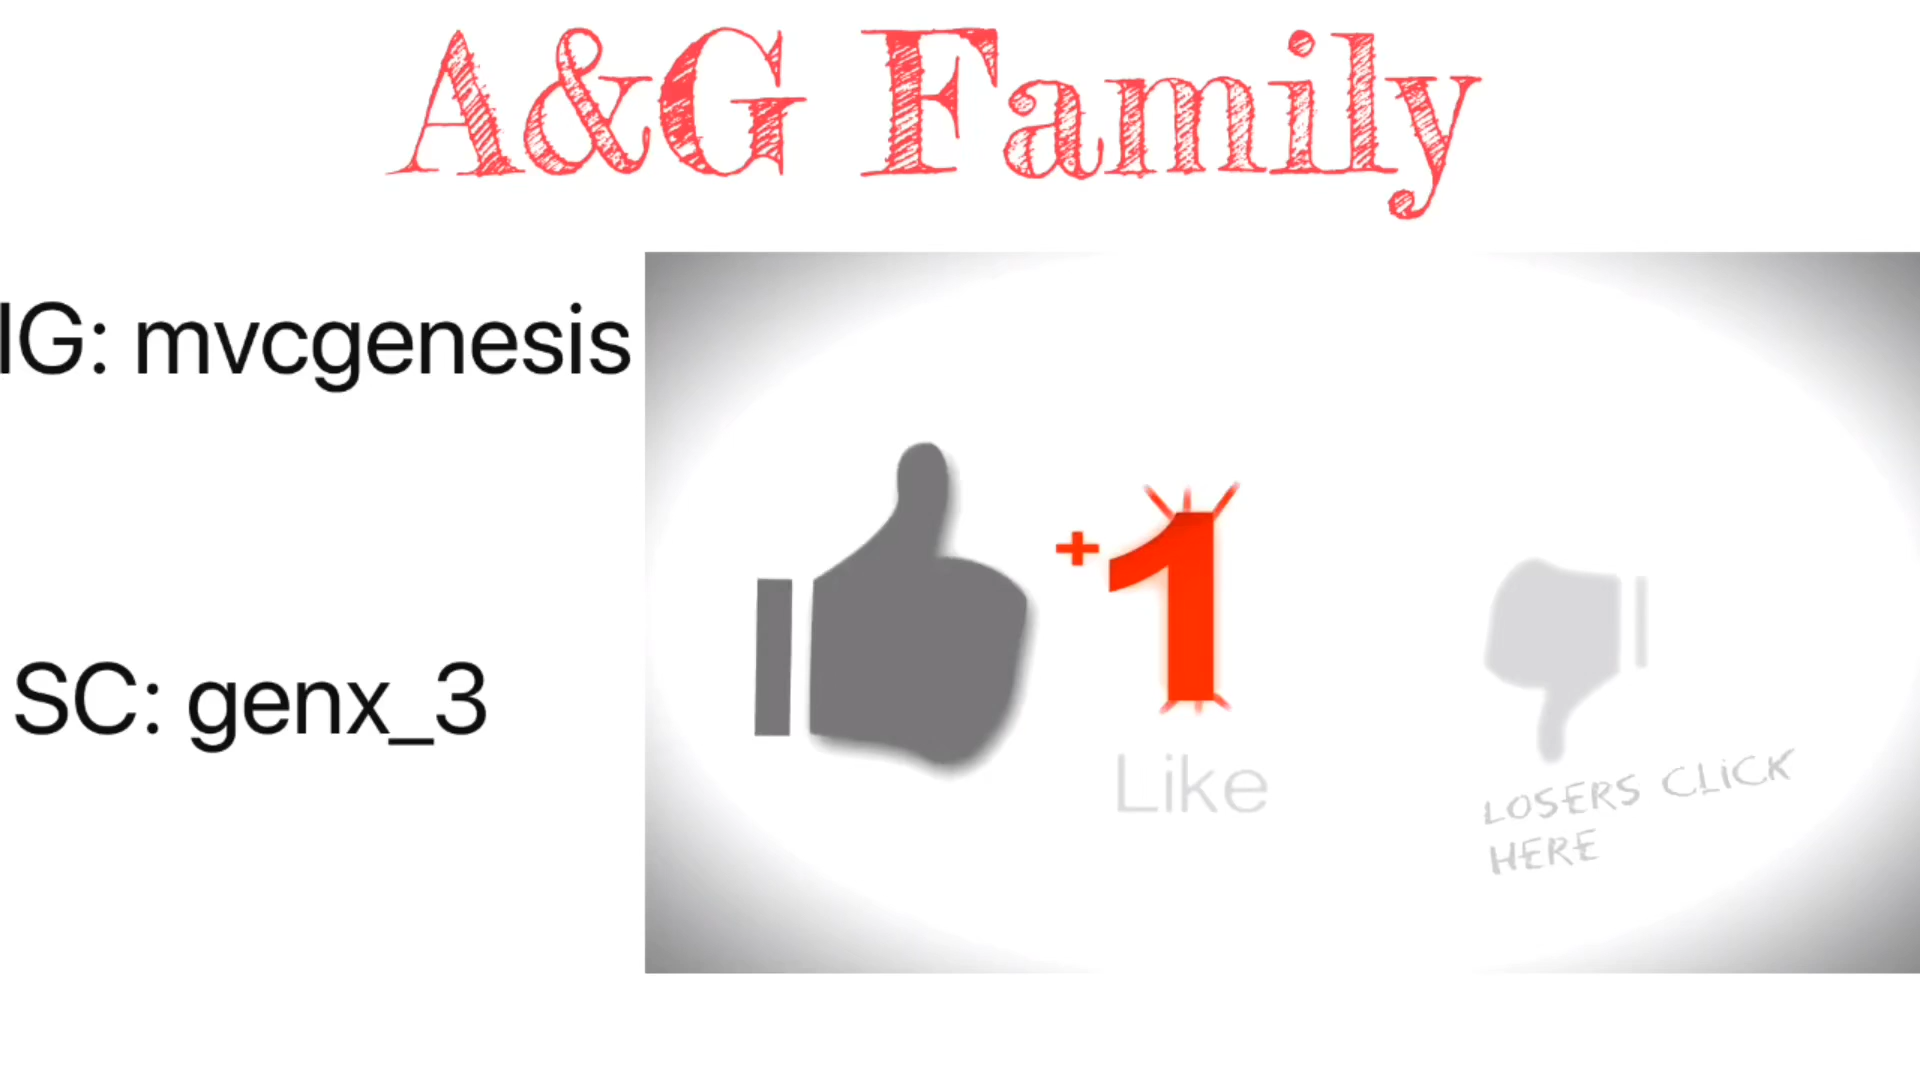 A&G Family
IG: mvcgenesis
SC: genx_3
+1
Like
LOSERS CLICK
HERE